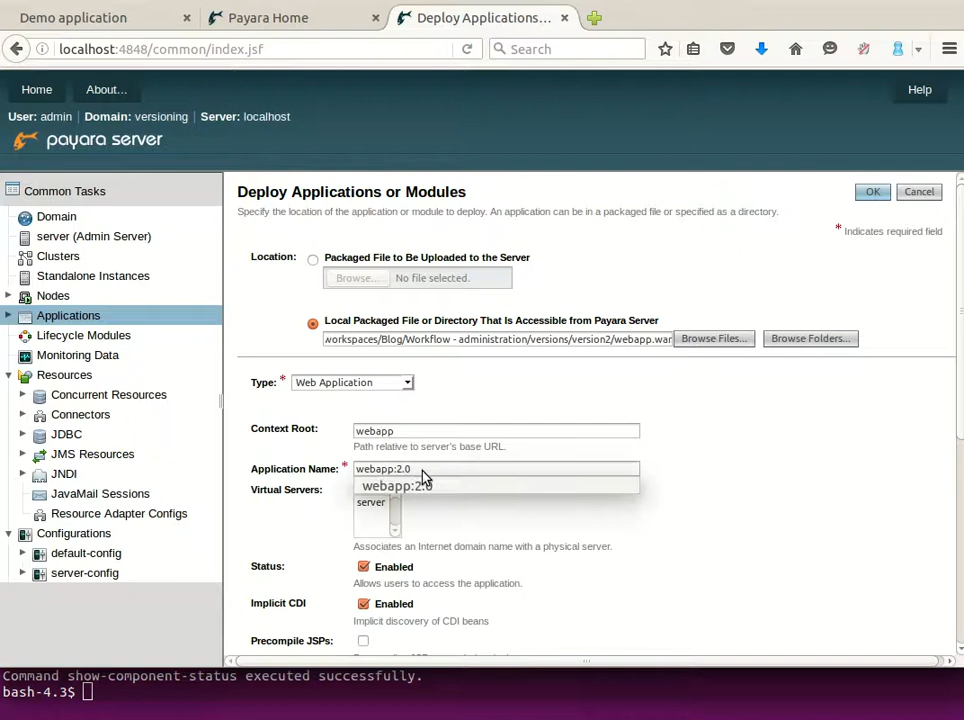 Demo application
Payara Home
Deploy Applications...
localhost:4848/common/index.jsf
Search
Home
About...
Help
User: admin Domain: versioning Server: localhost
payara server
Common Tasks
Domain
server (Admin Server)
Clusters
Standalone Instances
Nodes
Applications
Lifecycle Modules
Monitoring Data
Resources
Concurrent Resources
Connectors
JDBC
JMS Resources
JNDI
JavaMail Sessions
Resource Adapter Configs
Configurations
default-config
server-config
Deploy Applications or Modules
OK
Cancel
Specify the location of the application or module to deploy. An application can be in a packaged file or specified as a directory.
* Indicates required field
Location:
Packaged File to Be Uploaded to the Server
Browse... No file selected.
Local Packaged File or Directory That Is Accessible from Payara Server
workspaces/Blog/Workflow - administration/versions/version2/webapp.war
Browse Files...
Browse Folders...
Type: * Web Application
Context Root: webapp
Path relative to server's base URL.
Application Name: * webapp:2.0
webapp:2.0
Virtual Servers:
server
Associates an Internet domain name with a physical server.
Status: Enabled
Allows users to access the application.
Implicit CDI Enabled
Implicit discovery of CDI beans
Precompile JSPs:
Command show-component-status executed successfully.
bash-4.3$